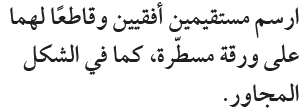 ارسم مستقيمين أفقيين وقاطعًا لهما
على ورقة مسطّرة، كما في الشكل
المجاور.